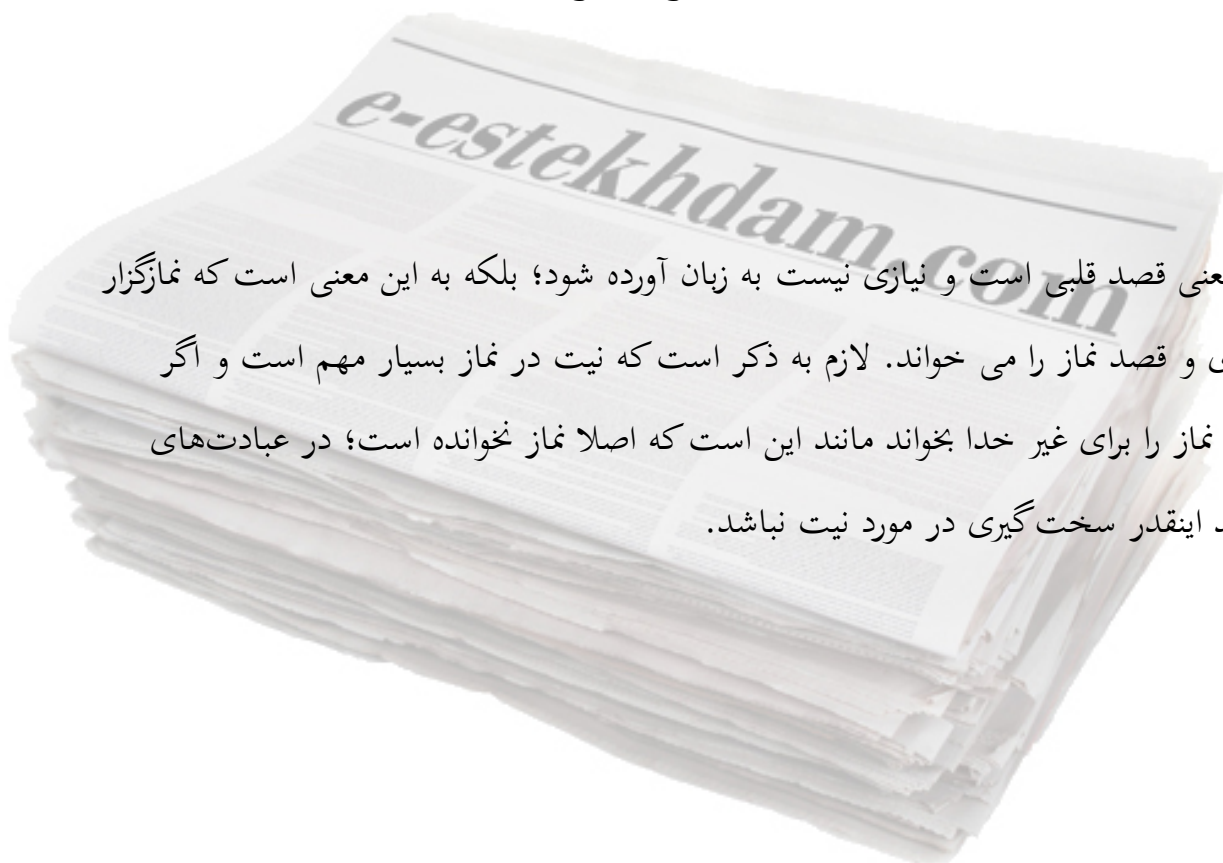 e-estekhdam.com
عنی قصد قلبی است و نیازی نیست به زبان آورده شود؛ بلکه به این معنی است که نمازگزار
ی و قصد نماز را می خواند. لازم به ذکر است که نیت در نماز بسیار مهم است و اگر
نماز را برای غیر خدا بخواند مانند این است که اصلا نماز نخوانده است؛ در عبادت‌های
د اینقدر سخت‌گیری در مورد نیت نباشد.